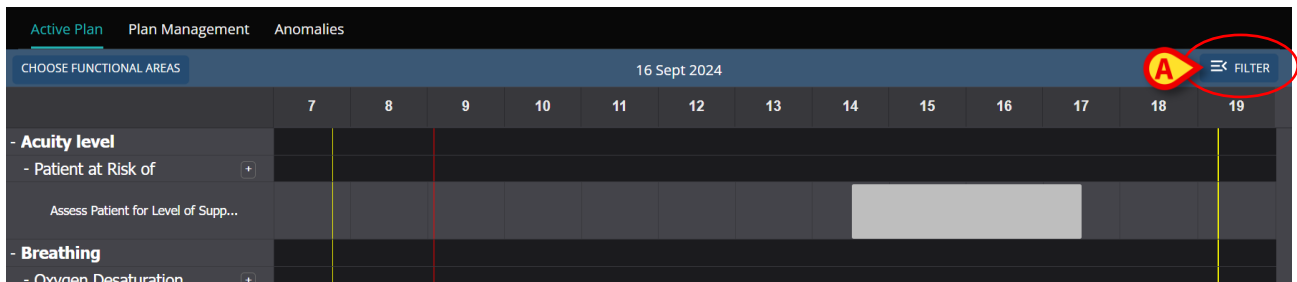 Active Plan Plan Management Anomalies
CHOOSE FUNCTIONAL AREAS 16 Sept 2024 A FILTER
7 8 9 10 11 12 13 14 15 16 17 18 19
- Acuity level
- Patient at Risk of +
Assess Patient for Level of Supp...
- Breathing
- Oxygen Desaturation +